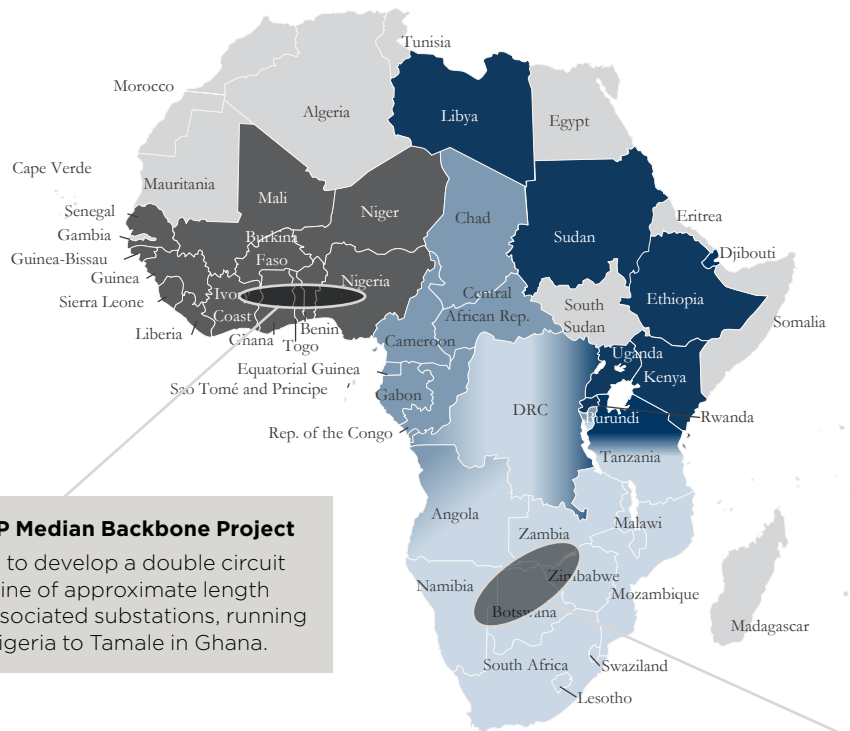 Tunisia
Morocco
Algeria
Libya
Egypt
Cape Verde
Mauritania
Mali
Niger
Chad
Senegal
Gambia
Guinea-Bissau
Guinea
Sierra Leone
Liberia
Burkina
Faso
Nigeria
Sudan
Eritrea
Djibouti
Ivory
Coast
Ghana
Togo
Benin
Central
African Rep.
South
Sudan
Ethiopia
Somalia
Cameroon
Equatorial Guinea
Sao Tomé and Principe
Gabon
Rep. of the Congo
DRC
Uganda
Kenya
Rwanda
Burundi
Tanzania
Angola
Zambia
Malawi
Namibia
Zimbabwe
Botswana
Mozambique
Madagascar
South Africa
Swaziland
Lesotho
P Median Backbone Project
to develop a double circuit
ine of approximate length
sociated substations, running
igeria to Tamale in Ghana.